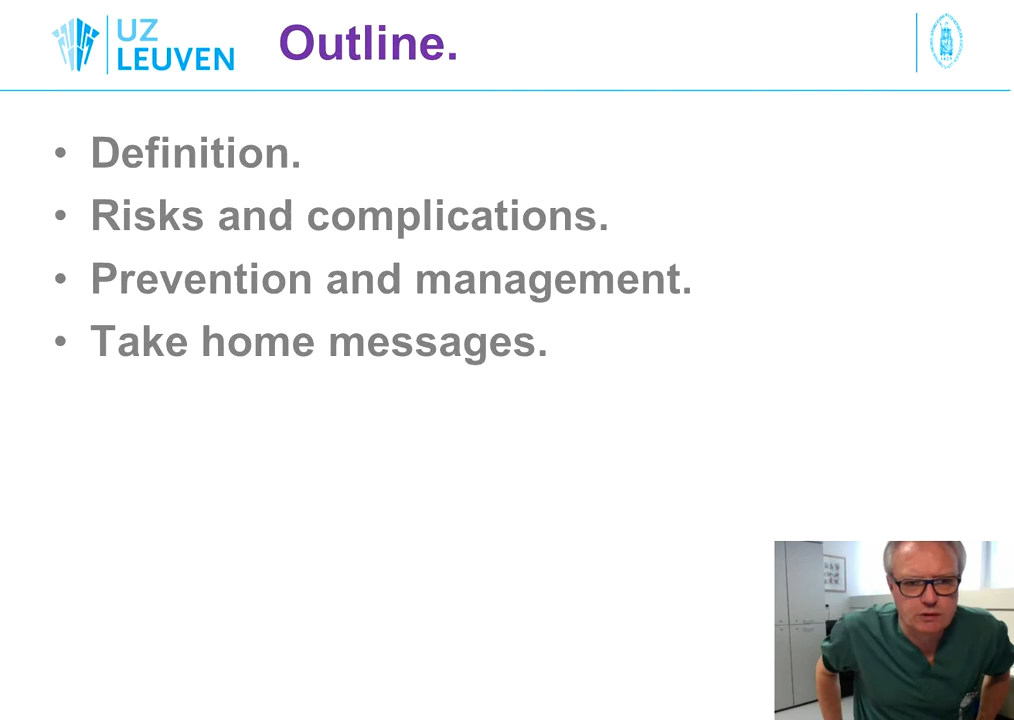 UZ
LEUVEN
Outline.
• Definition.
• Risks and complications.
• Prevention and management.
• Take home messages.